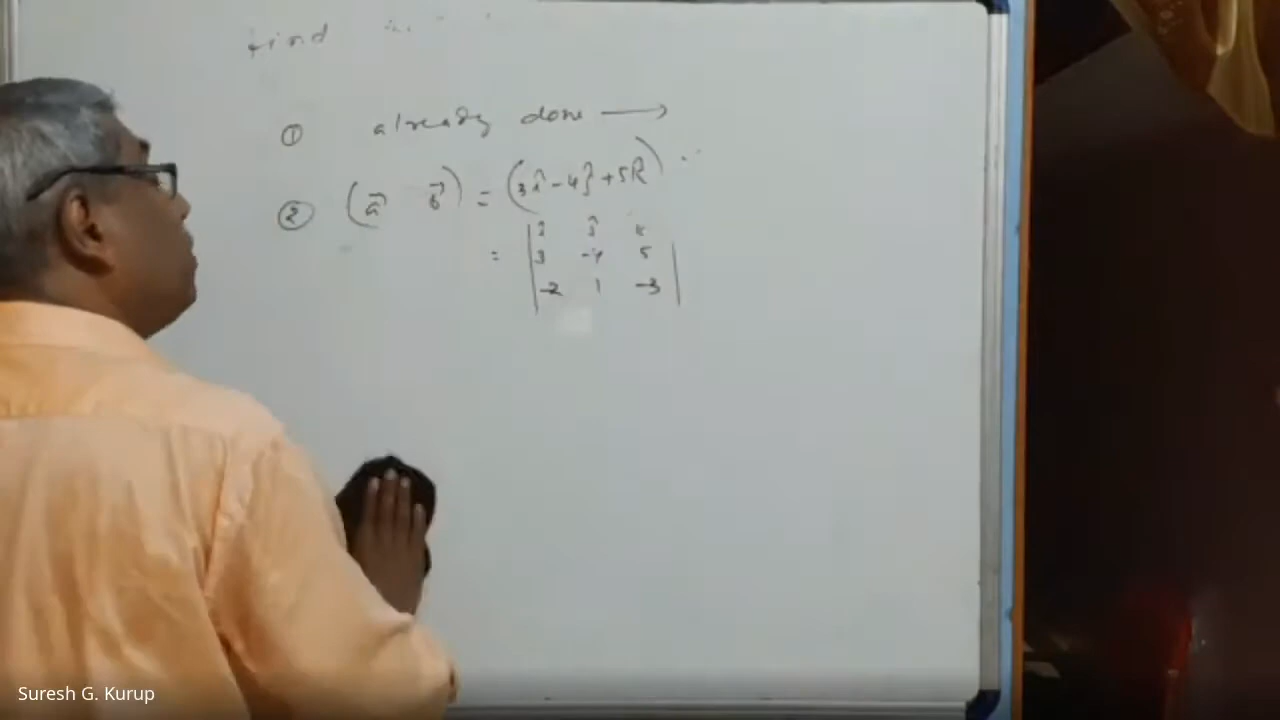 find
① already done ⟶
② (a⃗ b⃗) = (3î - 4ĵ + 5k̂)
= | î ĵ k
3 -4 5
-2 1 -3 |
Suresh G. Kurup